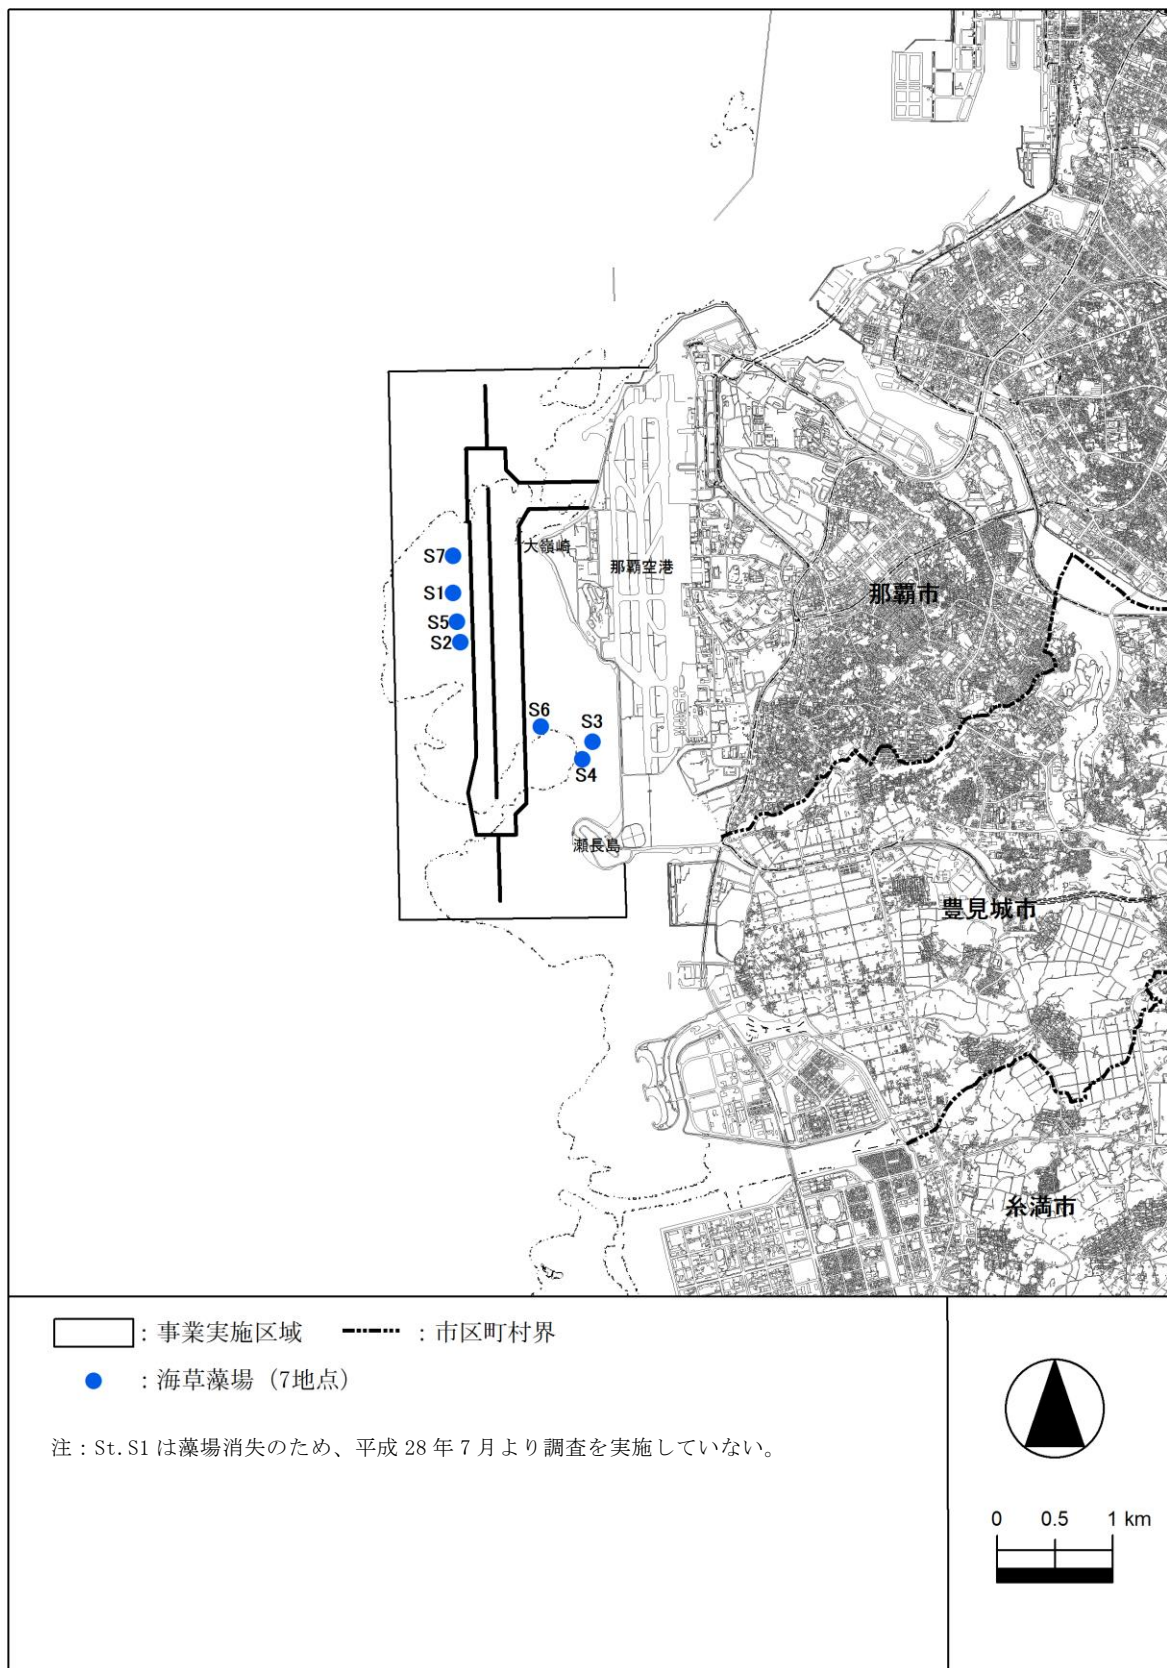 大嶺崎
那覇空港
那覇市
S7
S1
S5
S2
S6
S3
S4
瀬長島
豊見城市
糸満市
：事業実施区域 ：市区町村界
：海草藻場（7地点）
注：St.S1 は藻場消失のため、平成 28 年 7 月より調査を実施していない。
0 0.5 1 km